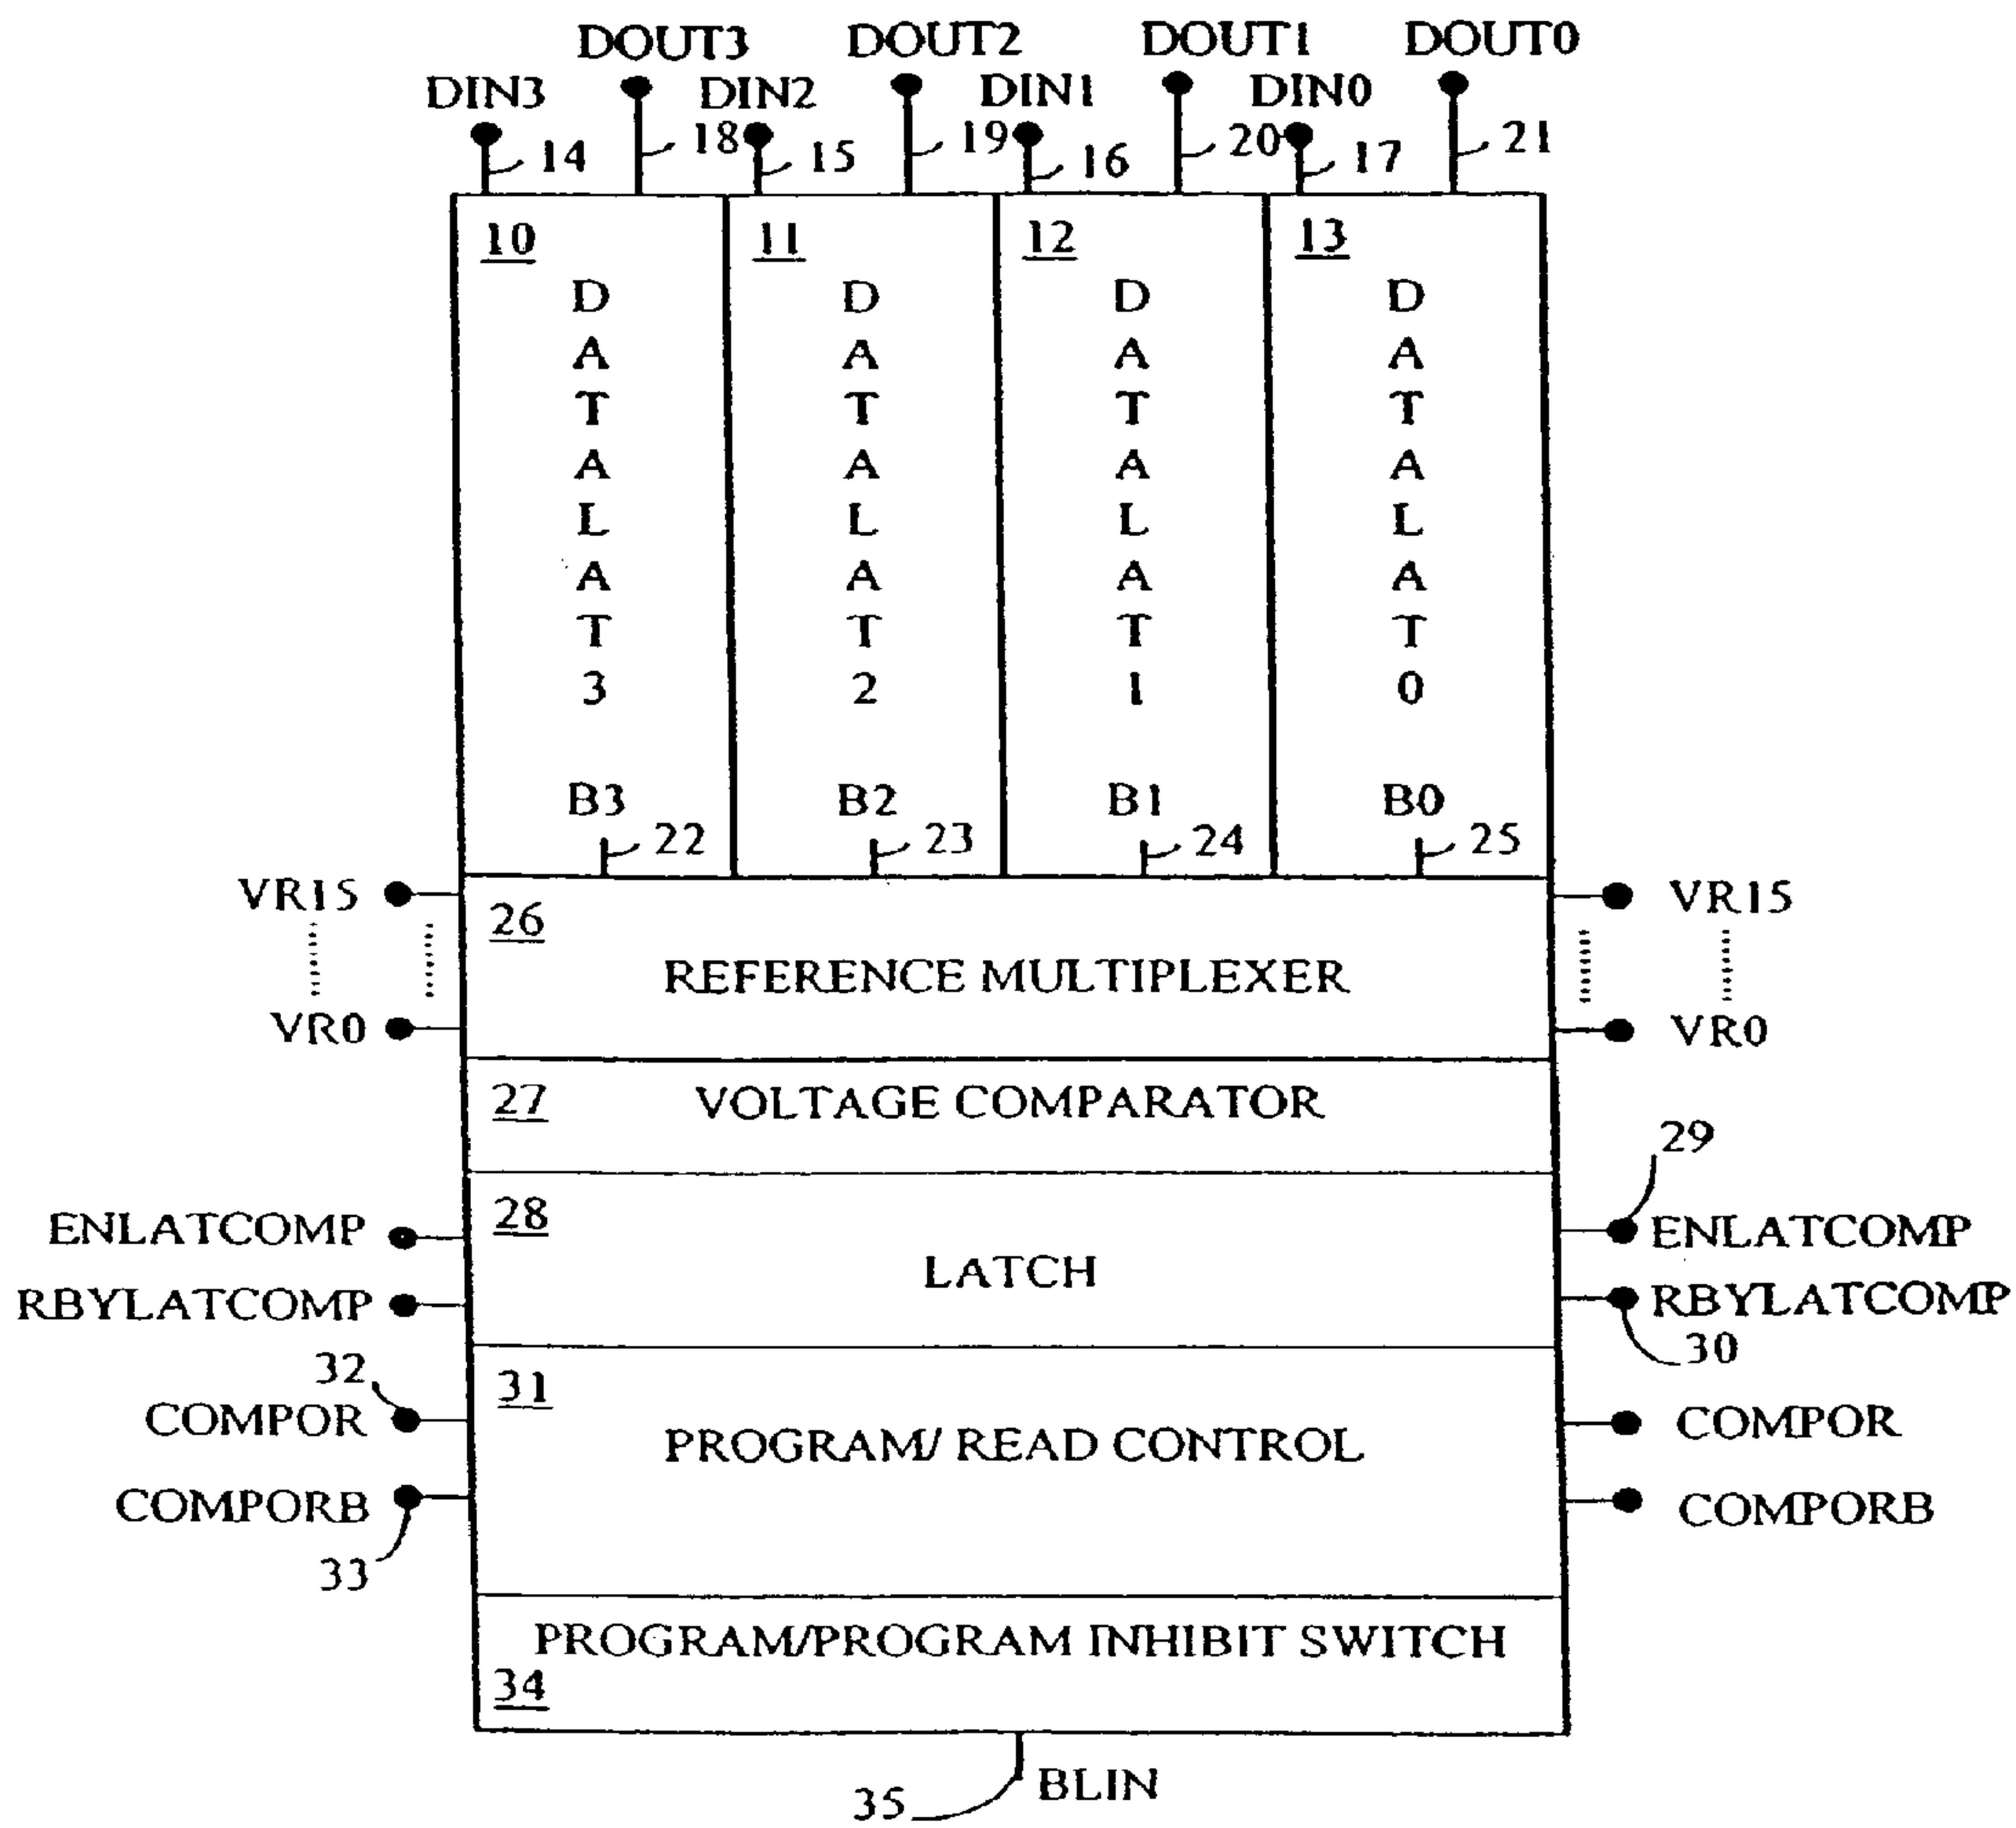 DOUT3 DOUT2 DOUT1 DOUT0
DIN3 DIN2 DIN1 DIN0
14 18 15 19 16 20 17 21
10 11 12 13
D D D D
A A A A
T T T T
A A A A
L L L L
A A A A
T T T T
3 2 1 0
B3 B2 B1 B0
22 23 24 25
VR15 VR15
26
REFERENCE MULTIPLEXER
VR0 VR0
27 VOLTAGE COMPARATOR
29
28
ENLATCOMP ENLATCOMP
LATCH
RBYLATCOMP RBYLATCOMP
30
32
31
COMPOR COMPOR
PROGRAM/ READ CONTROL
COMPORB COMPORB
33
PROGRAM/PROGRAM INHIBIT SWITCH
34
BLIN
35